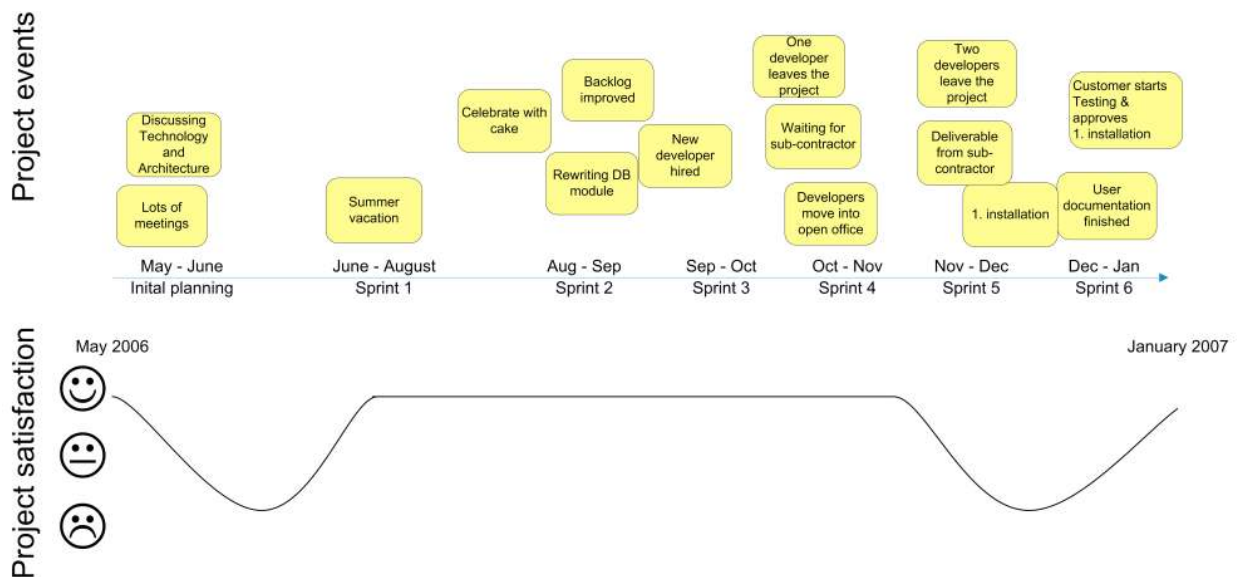 Project events
Discussing
Technology
and
Architecture
Lots of
meetings
Summer
vacation
Celebrate with
cake
Backlog
improved
Rewriting DB
module
New
developer
hired
One
developer
leaves the
project
Waiting for
sub-contractor
Developers
move into
open office
Two
developers
leave the
project
Deliverable
from sub-
contractor
1. installation
Customer starts
Testing &
approves
1. installation
User
documentation
finished
May - June
Inital planning
June - August
Sprint 1
Aug - Sep
Sprint 2
Sep - Oct
Sprint 3
Oct - Nov
Sprint 4
Nov - Dec
Sprint 5
Dec - Jan
Sprint 6
Project satisfaction
May 2006
January 2007